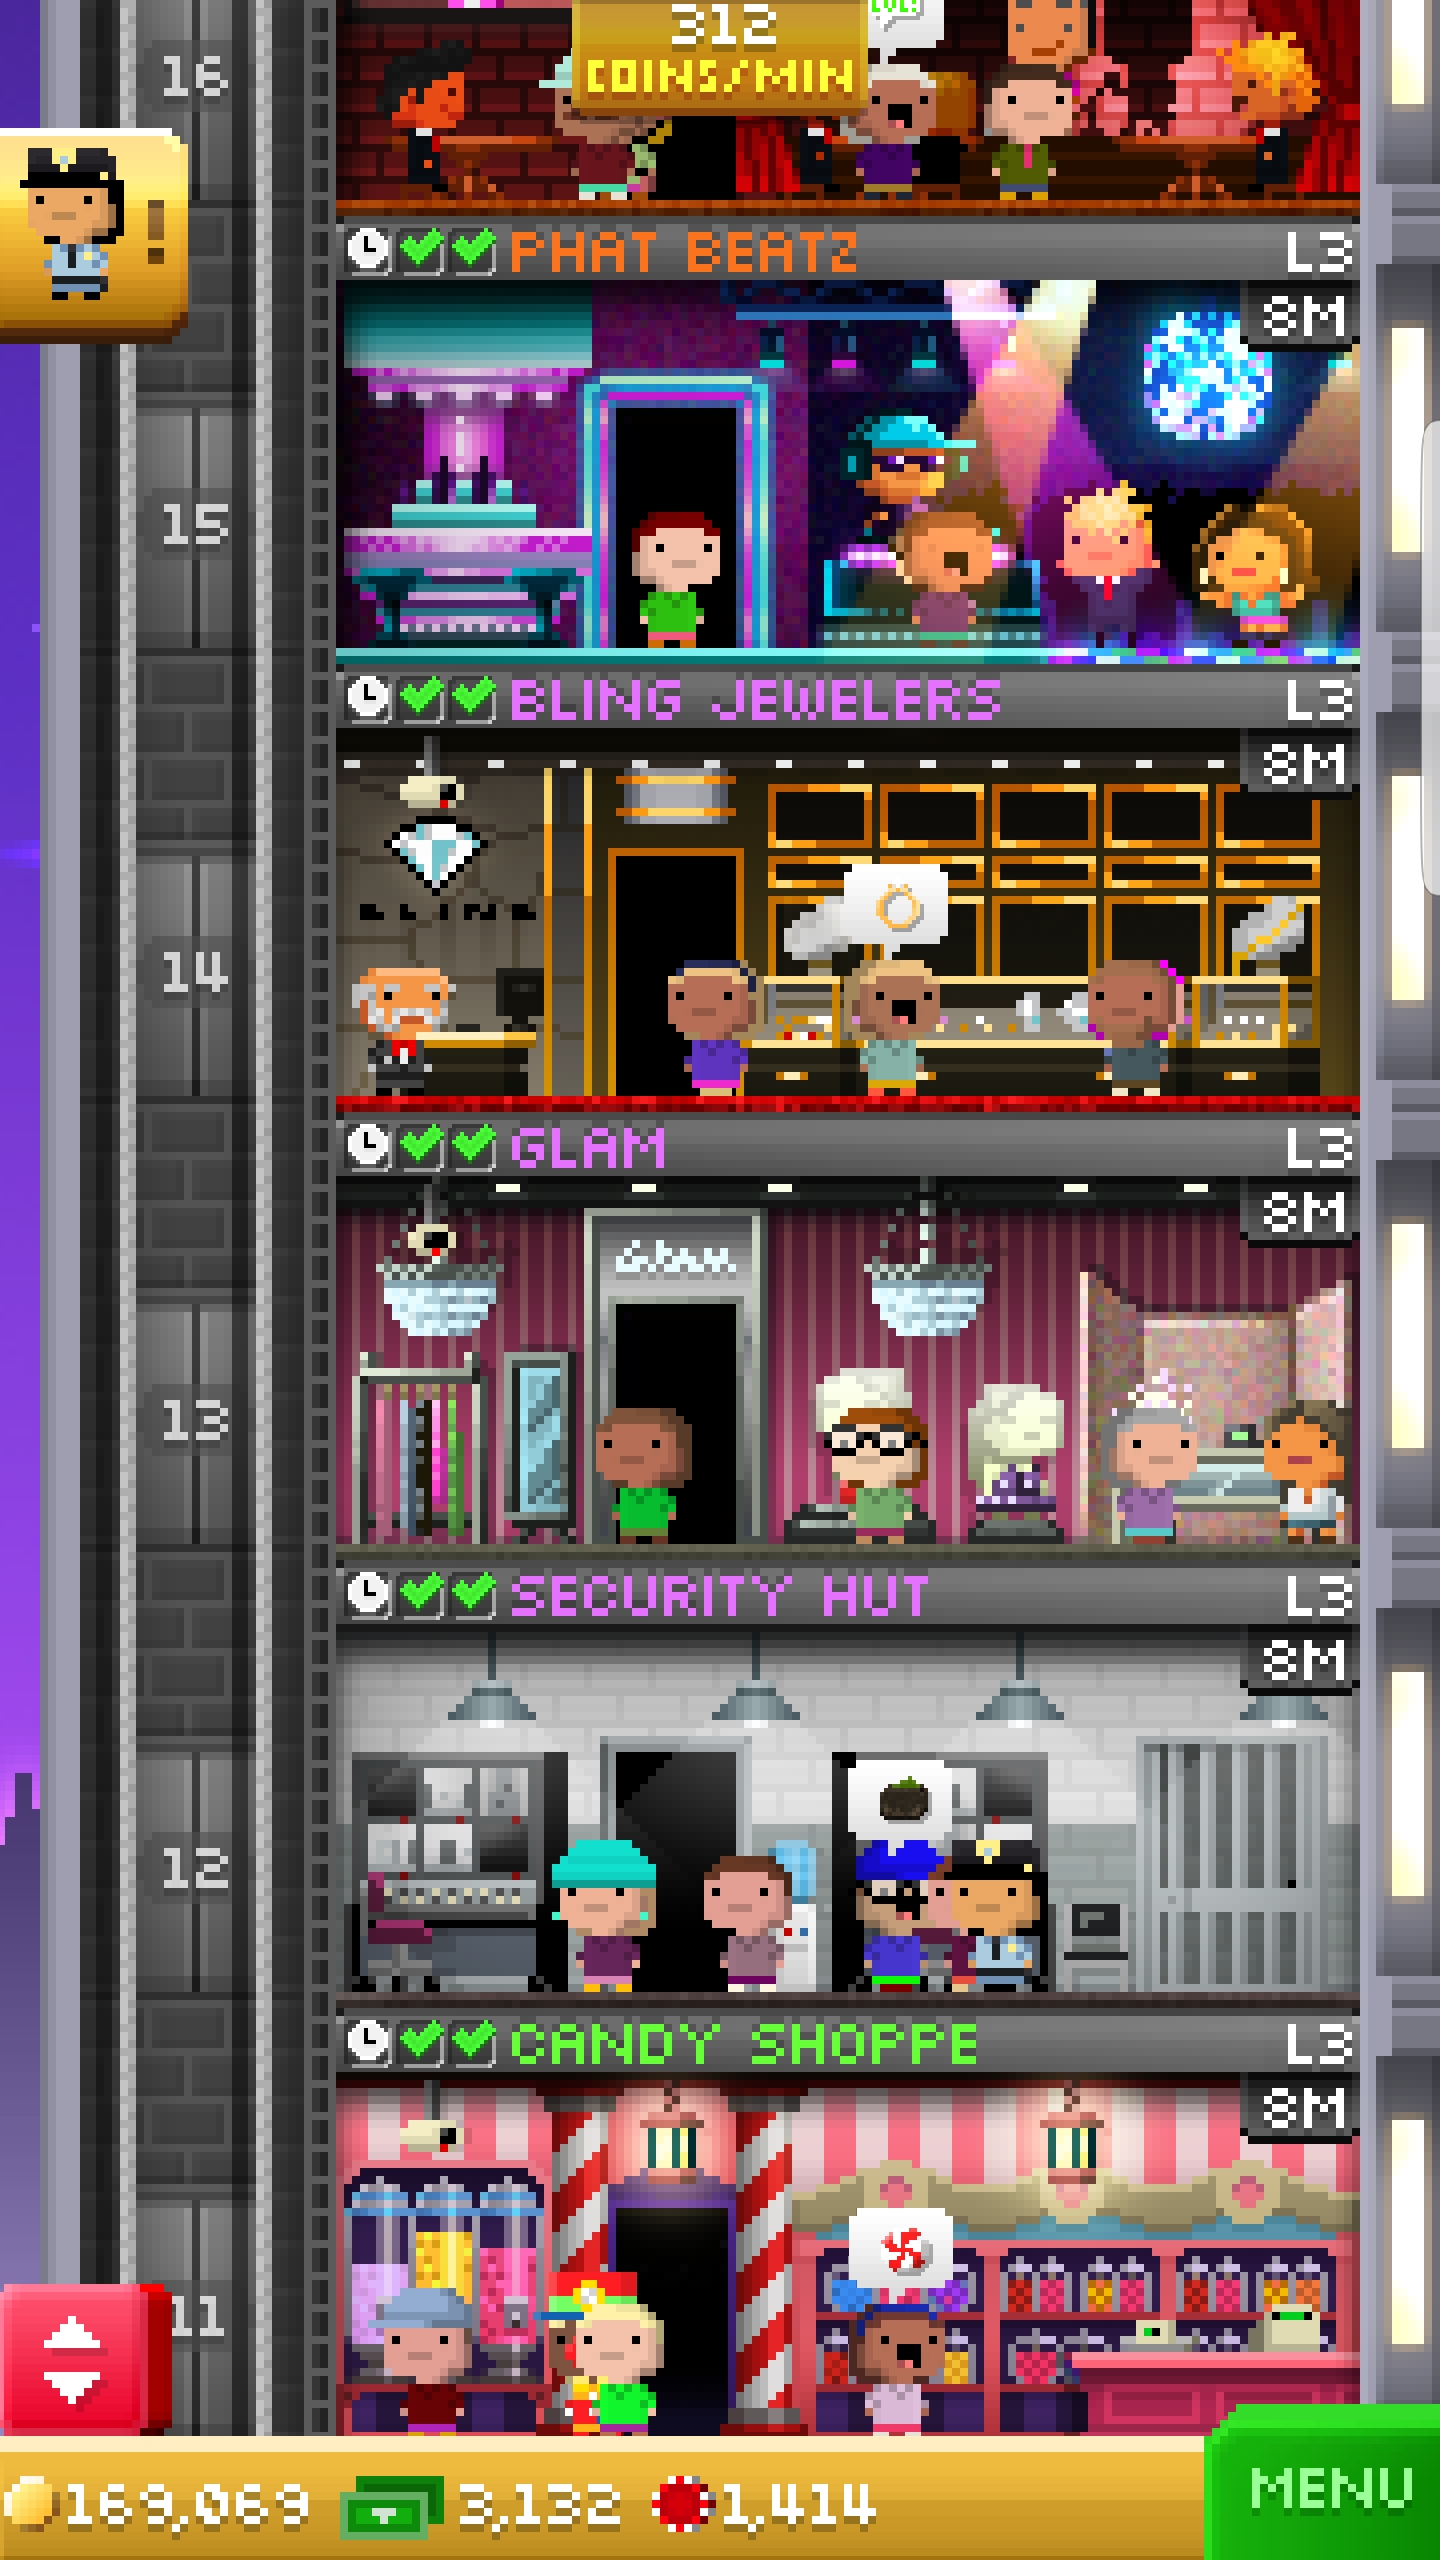 16
312
COINS/MIN
PHAT BEATZ
L3
8M
15
BLING JEWELERS
L3
8M
BLING
14
GLAM
L3
8M
Glam
13
SECURITY HUT
L3
8M
12
CANDY SHOPPE
L3
8M
11
169,069
3,132
1,414
MENU